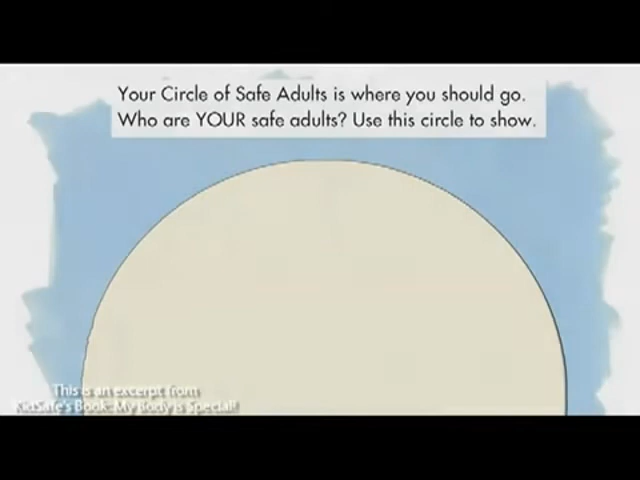 Your Circle of Safe Adults is where you should go.
Who are YOUR safe adults? Use this circle to show.
This is an excerpt from
KidSafe's Book: My Body is Special!